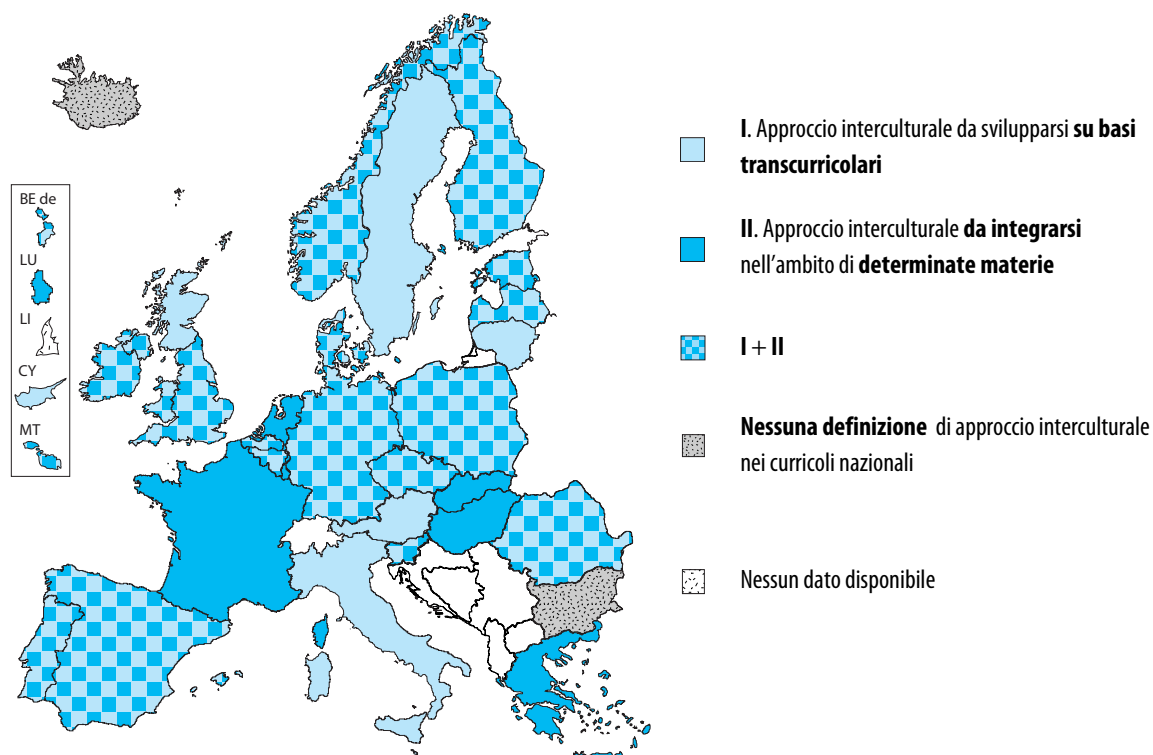 BE de
LU
LI
CY
MT
I. Approccio interculturale da svilupparsi su basi
transcurricolari
II. Approccio interculturale da integrarsi
nell’ambito di determinate materie
I + II
Nessuna definizione di approccio interculturale
nei curricoli nazionali
Nessun dato disponibile